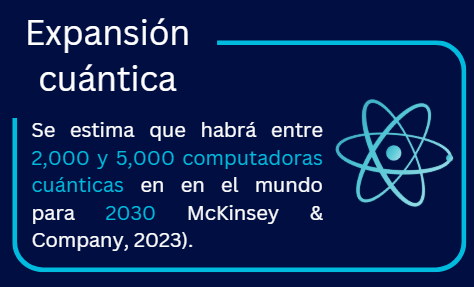 Expansión
cuántica
Se estima que habrá entre
2,000 y 5,000 computadoras
cuánticas en en el mundo
para 2030 McKinsey &
Company, 2023).